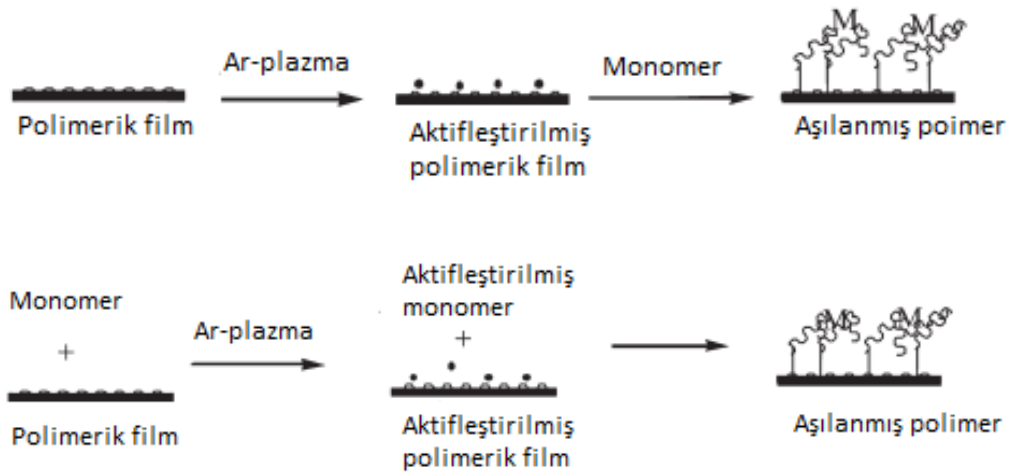 Ar-plazma
Monomer
Polimerik film
Aktifleştirilmiş
polimerik film
M
M
Aşılanmış poimer
Monomer
+
Polimerik film
Ar-plazma
Aktifleştirilmiş
monomer
+
Aktifleştirilmiş
polimerik film
M
M
Aşılanmış polimer